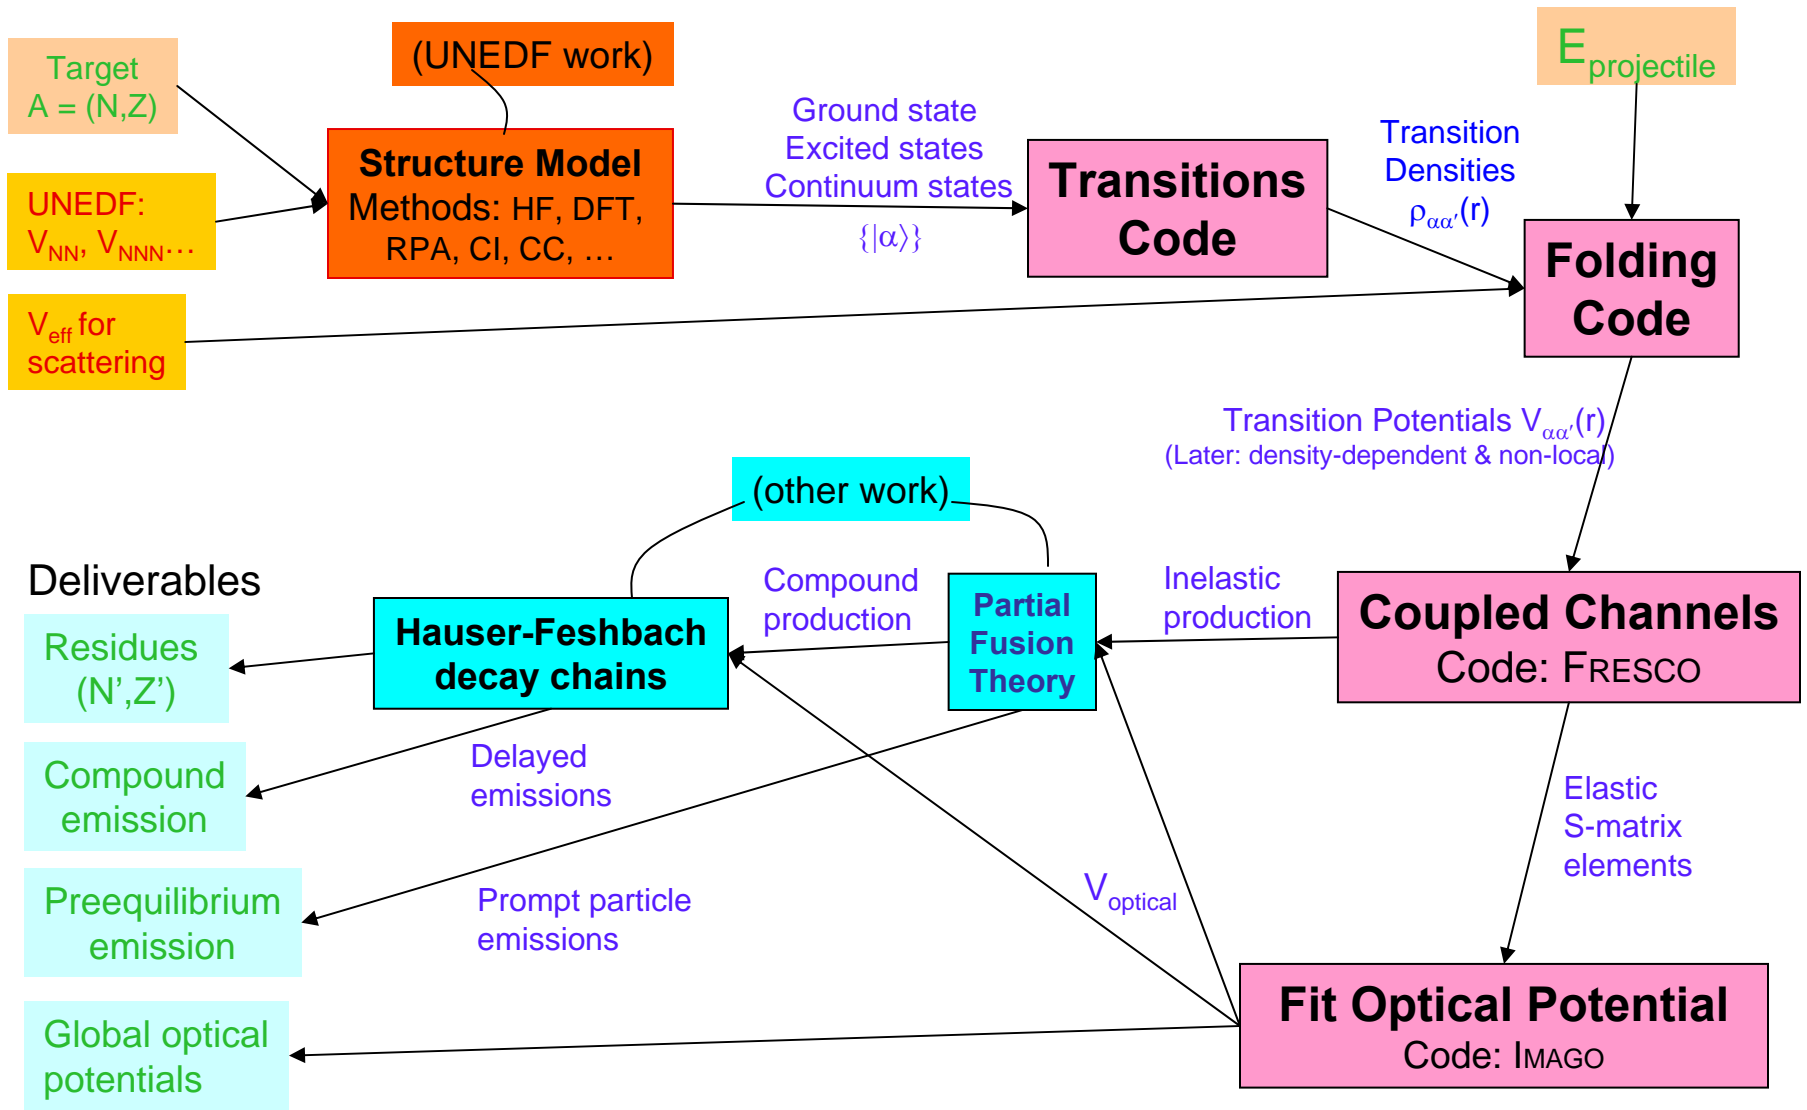 Target
A = (N,Z)
(UNEDF work)
E projectile
UNEDF:
V_NN, V_NNN…
Structure Model
Methods: HF, DFT,
RPA, CI, CC, …
Ground state
Excited states
Continuum states
{|α⟩}
Transitions
Code
Transition
Densities
ραα′(r)
Folding
Code
V_eff for
scattering
Transition Potentials Vαα′(r)
(Later: density-dependent & non-local)
(other work)
Deliverables
Residues
(N',Z')
Hauser-Feshbach
decay chains
Compound
production
Partial
Fusion
Theory
Inelastic
production
Coupled Channels
Code: FRESCO
Compound
emission
Delayed
emissions
Elastic
S-matrix
elements
Preequilibrium
emission
Prompt particle
emissions
V_optical
Global optical
potentials
Fit Optical Potential
Code: IMAGO